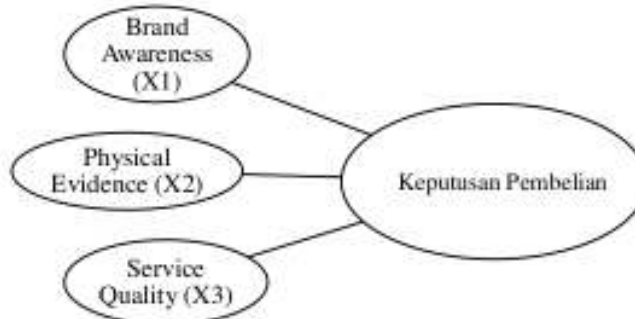 Brand
Awareness
(X1)
Physical
Evidence (X2)
Keputusan Pembelian
Service
Quality (X3)